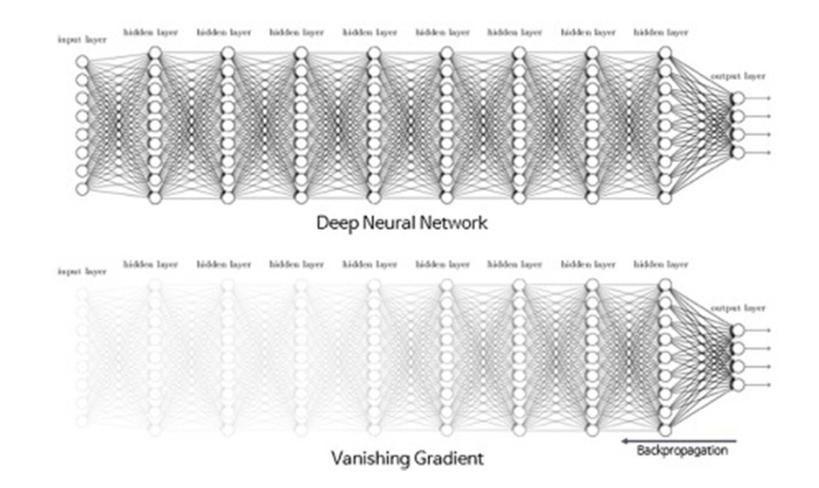 hidden layer hidden layer hidden layer hidden layer hidden layer hidden layer hidden layer hidden layer
input layer
output layer
Deep Neural Network
hidden layer hidden layer hidden layer hidden layer hidden layer hidden layer hidden layer hidden layer
input layer
output layer
Backpropagation
Vanishing Gradient